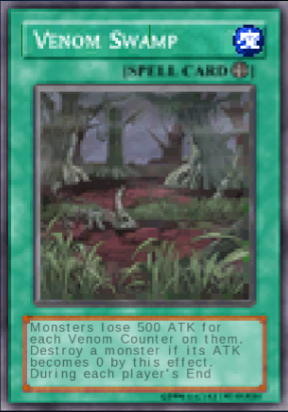 Venom Swamp
[SPELL CARD]
Monsters lose 500 ATK for
each Venom Counter on them.
Destroy a monster if its ATK
becomes 0 by this effect.
During each player's End